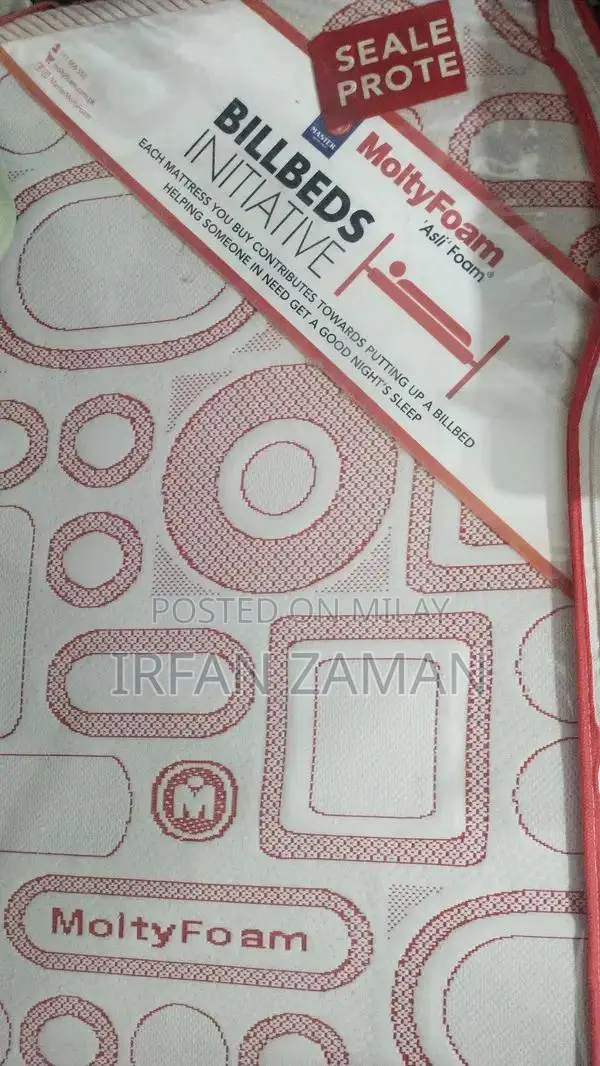 SEALE
PROTE
MASTER
MoltyFoam
'Asli' Foam®
BILLBEDS
INITIATIVE
EACH MATTRESS YOU BUY CONTRIBUTES TOWARDS PUTTING UP A BILLBED
HELPING SOMEONE IN NEED GET A GOOD NIGHT'S SLEEP
POSTED ON MILAY
IRFAN ZAMAN
M
MoltyFoam